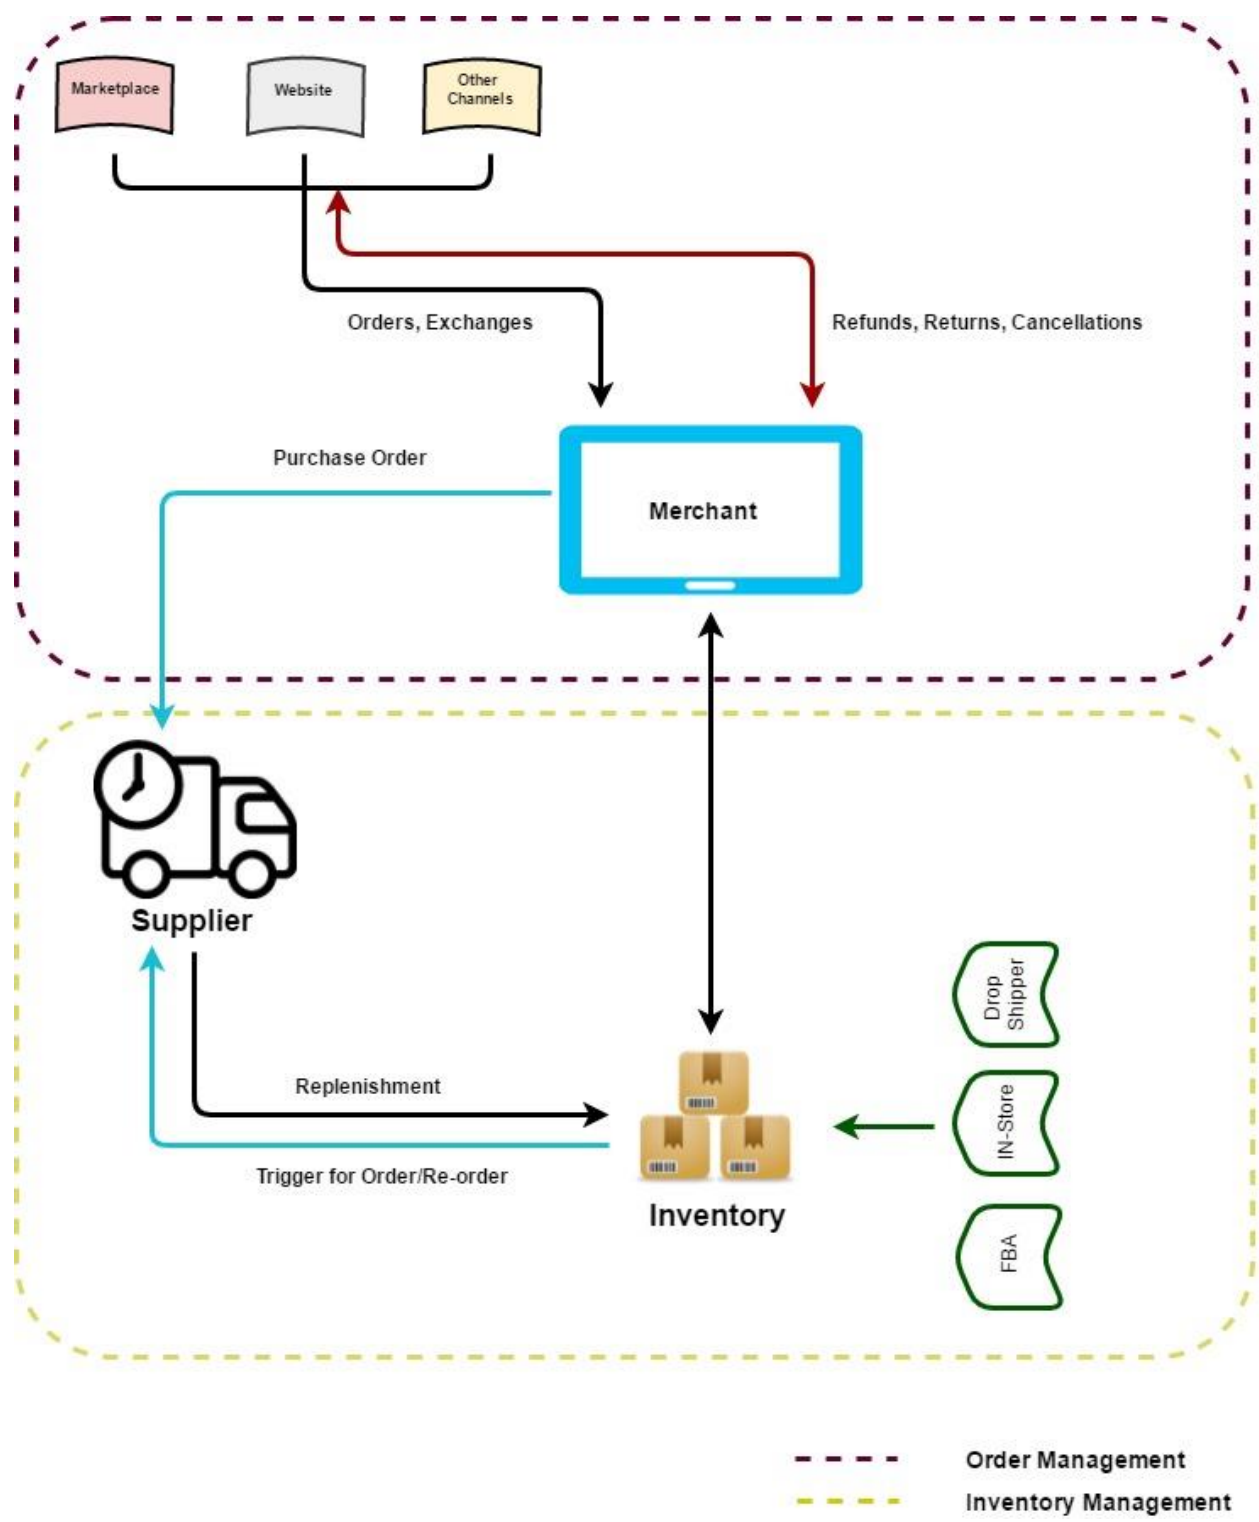 Marketplace
Website
Other
Channels
Orders, Exchanges
Refunds, Returns, Cancellations
Purchase Order
Merchant
Supplier
Drop
Shipper
Replenishment
IN-Store
Trigger for Order/Re-order
Inventory
FBA
Order Management
Inventory Management